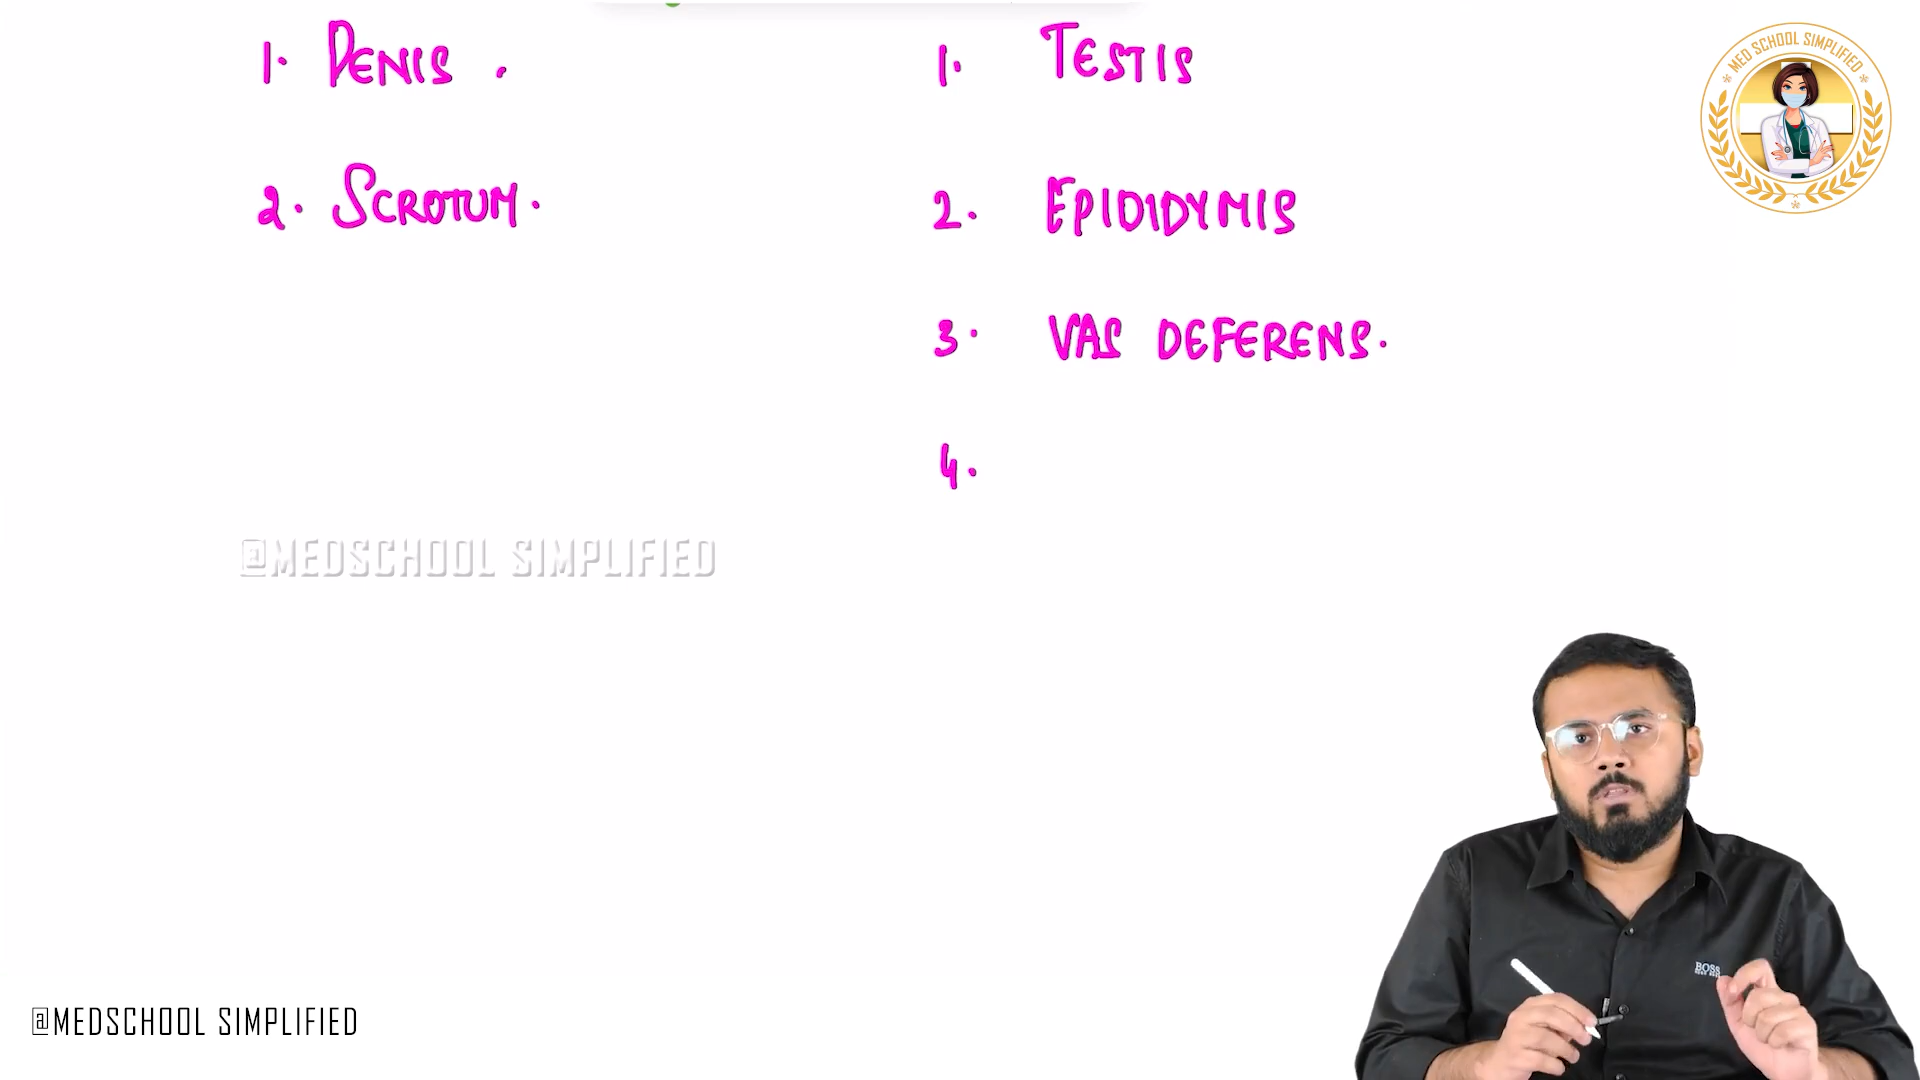 1. PENIS.
2. SCROTUM.
1. TESTIS
2. EPIDIDYMIS
3. VAS DEFERENS.
4.
MED SCHOOL SIMPLIFIED
@MEDSCHOOL SIMPLIFIED
BOSS
@MEDSCHOOL SIMPLIFIED